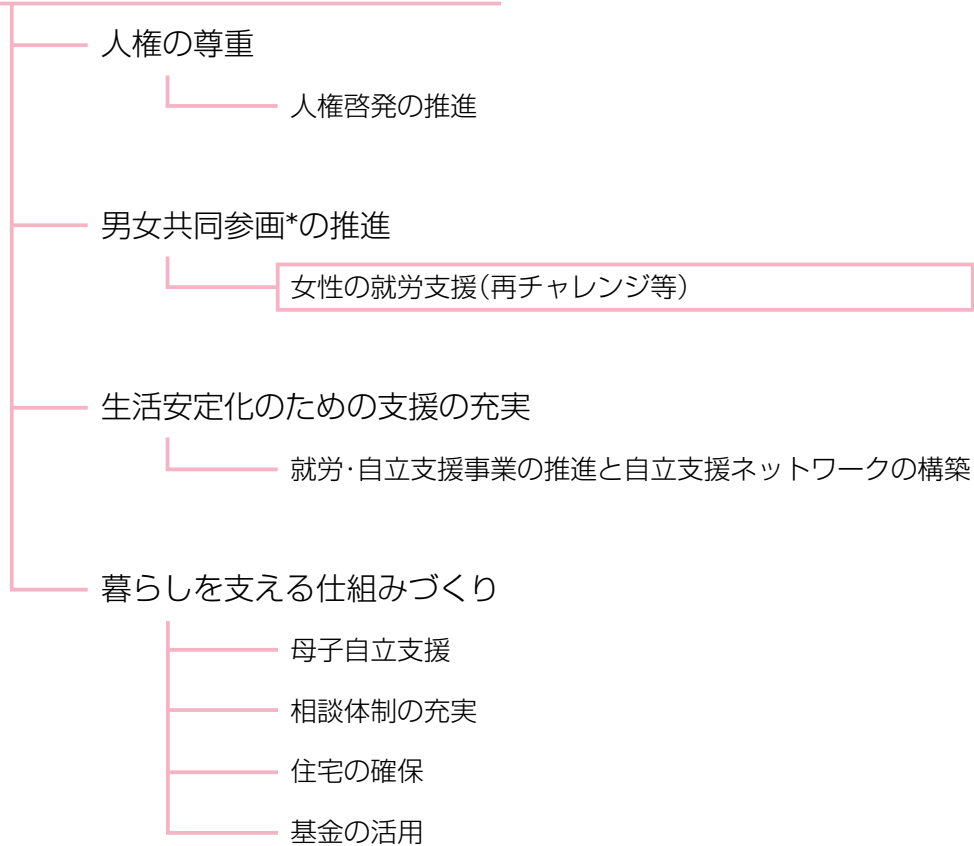 人権の尊重
人権啓発の推進
男女共同参画*の推進
女性の就労支援(再チャレンジ等)
生活安定化のための支援の充実
就労・自立支援事業の推進と自立支援ネットワークの構築
暮らしを支える仕組みづくり
母子自立支援
相談体制の充実
住宅の確保
基金の活用